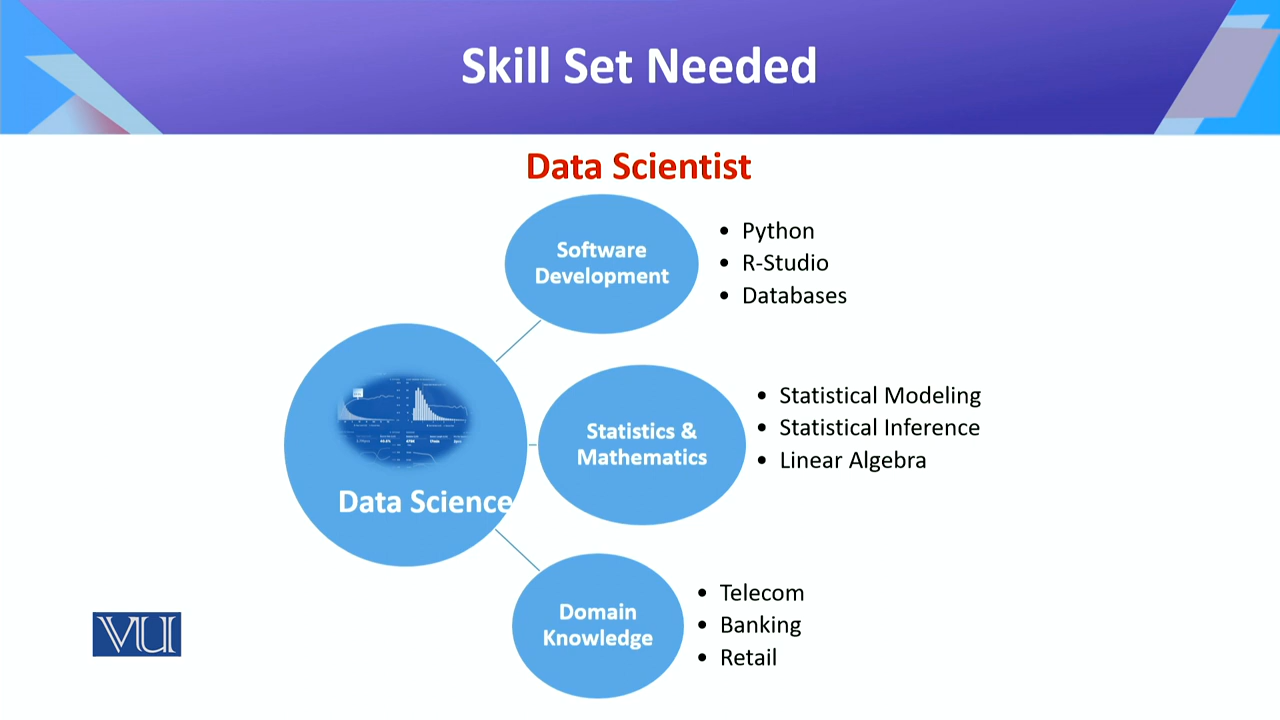 Skill Set Needed
Data Scientist
Software
Development
• Python
• R-Studio
• Databases
Data Science
Statistics &
Mathematics
• Statistical Modeling
• Statistical Inference
• Linear Algebra
Domain
Knowledge
• Telecom
• Banking
• Retail
VU